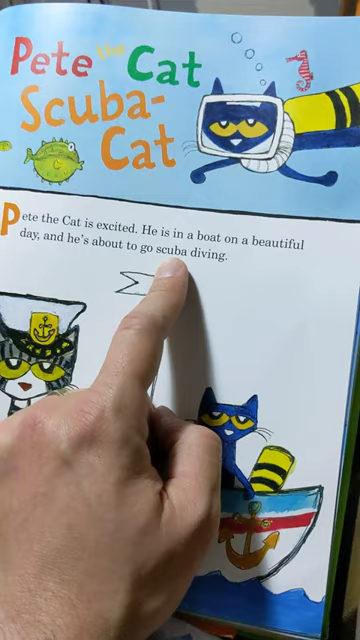 Pete the Cat
Scuba-
Cat
Pete the Cat is excited. He is in a boat on a beautiful
day, and he's about to go scuba diving.